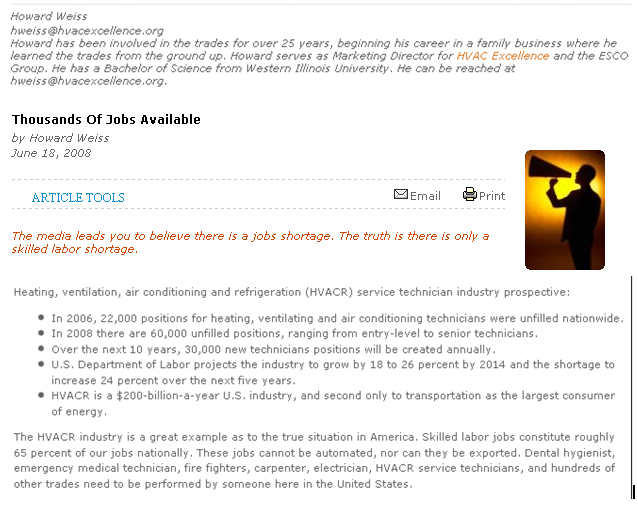 Howard Weiss
hweiss@hvacexcellence.org
Howard has been involved in the trades for over 25 years, beginning his career in a family business where he
learned the trades from the ground up. Howard serves as Marketing Director for HVAC Excellence and the ESCO
Group. He has a Bachelor of Science from Western Illinois University. He can be reached at
hweiss@hvacexcellence.org.
Thousands Of Jobs Available
by Howard Weiss
June 18, 2008
ARTICLE TOOLS Email Print
The media leads you to believe there is a jobs shortage. The truth is there is only a
skilled labor shortage.
Heating, ventilation, air conditioning and refrigeration (HVACR) service technician industry prospective:
• In 2006, 22,000 positions for heating, ventilating and air conditioning technicians were unfilled nationwide.
• In 2008 there are 60,000 unfilled positions, ranging from entry-level to senior technicians.
• Over the next 10 years, 30,000 new technicians positions will be created annually.
• U.S. Department of Labor projects the industry to grow by 18 to 26 percent by 2014 and the shortage to
increase 24 percent over the next five years.
• HVACR is a $200-billion-a-year U.S. industry, and second only to transportation as the largest consumer
of energy.
The HVACR industry is a great example as to the true situation in America. Skilled labor jobs constitute roughly
65 percent of our jobs nationally. These jobs cannot be automated, nor can they be exported. Dental hygienist,
emergency medical technician, fire fighters, carpenter, electrician, HVACR service technicians, and hundreds of
other trades need to be performed by someone here in the United States.